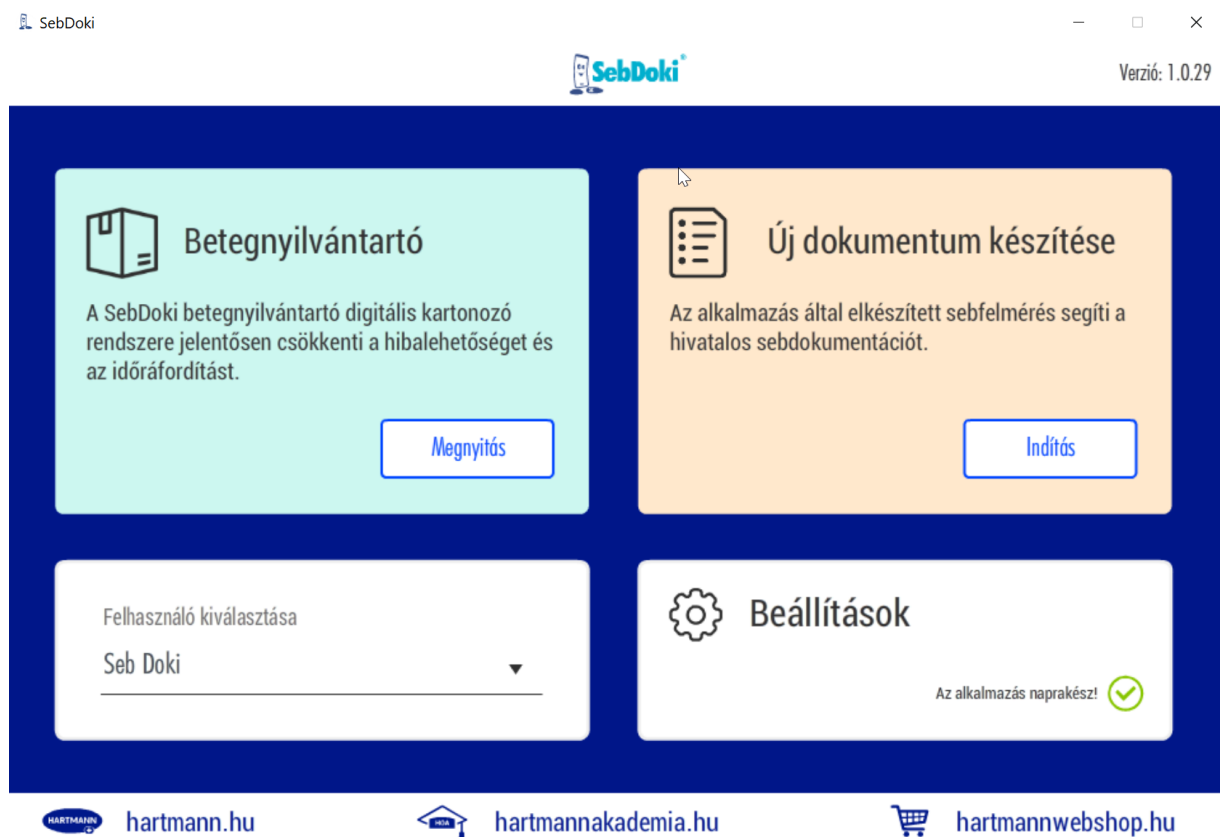 SebDoki
SebDoki®
Verzió: 1.0.29
Betegnyilvántartó
A SebDoki betegnyilvántartó digitális kartonozó
rendszere jelentősen csökkenti a hibalehetőséget és
az időráfordítást.
Megnyitás
Új dokumentum készítése
Az alkalmazás által elkészített sebfelmérés segíti a
hivatalos sebdokumentációt.
Indítás
Felhasználó kiválasztása
Seb Doki
Beállítások
Az alkalmazás naprakész!
HARTMANN
hartmann.hu
HGA
hartmannakademia.hu
hartmannwebshop.hu